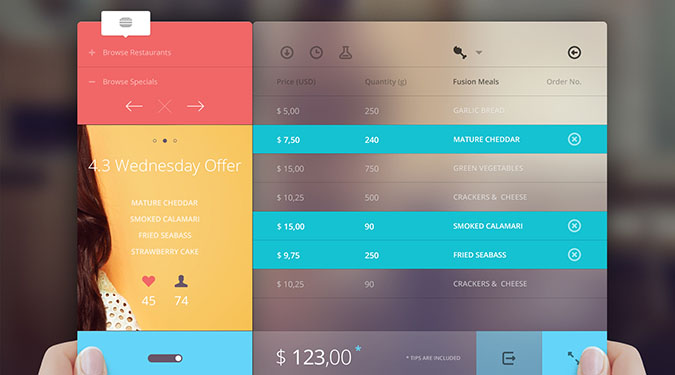 + Browse Restaurants
− Browse Specials
4.3 Wednesday Offer
MATURE CHEDDAR
SMOKED CALAMARI
FRIED SEABASS
STRAWBERRY CAKE
45 74
Price (USD) Quantity (g) Fusion Meals Order No.
$ 5,00 250 GARLIC BREAD
$ 7,50 240 MATURE CHEDDAR
$ 15,00 750 GREEN VEGETABLES
$ 10,25 500 CRACKERS & CHEESE
$ 15,00 90 SMOKED CALAMARI
$ 9,75 250 FRIED SEABASS
$ 10,25 90 CRACKERS & CHEESE
$ 123,00 * * TIPS ARE INCLUDED